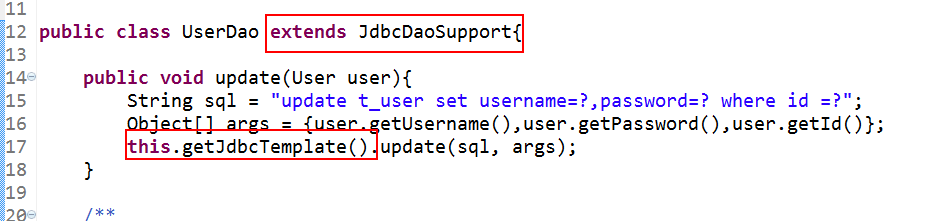 11
12 public class UserDao extends JdbcDaoSupport{
13
14 public void update(User user){
15 String sql = "update t_user set username=?,password=? where id =?";
16 Object[] args = {user.getUsername(),user.getPassword(),user.getId()};
17 this.getJdbcTemplate().update(sql, args);
18 }
19
20 /**